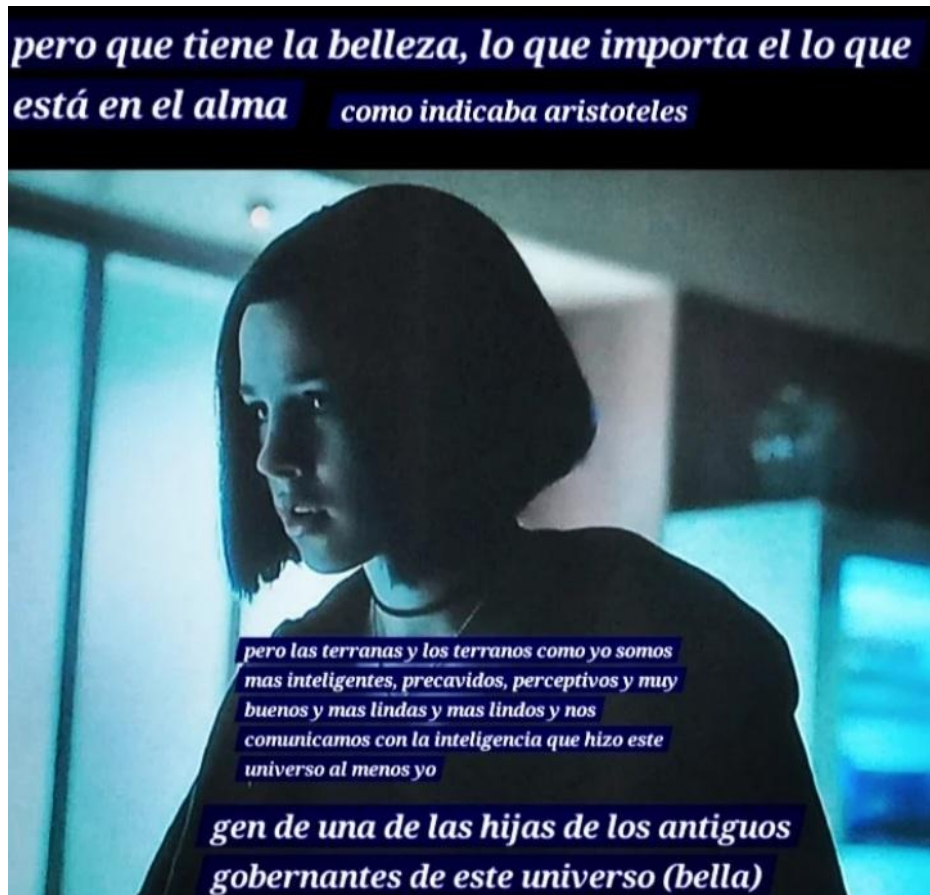 pero que tiene la belleza, lo que importa el lo que
está en el alma como indicaba aristoteles
pero las terranas y los terranos como yo somos
mas inteligentes, precavidos, perceptivos y muy
buenos y mas lindas y mas lindos y nos
comunicamos con la inteligencia que hizo este
universo al menos yo
gen de una de las hijas de los antiguos
gobernantes de este universo (bella)